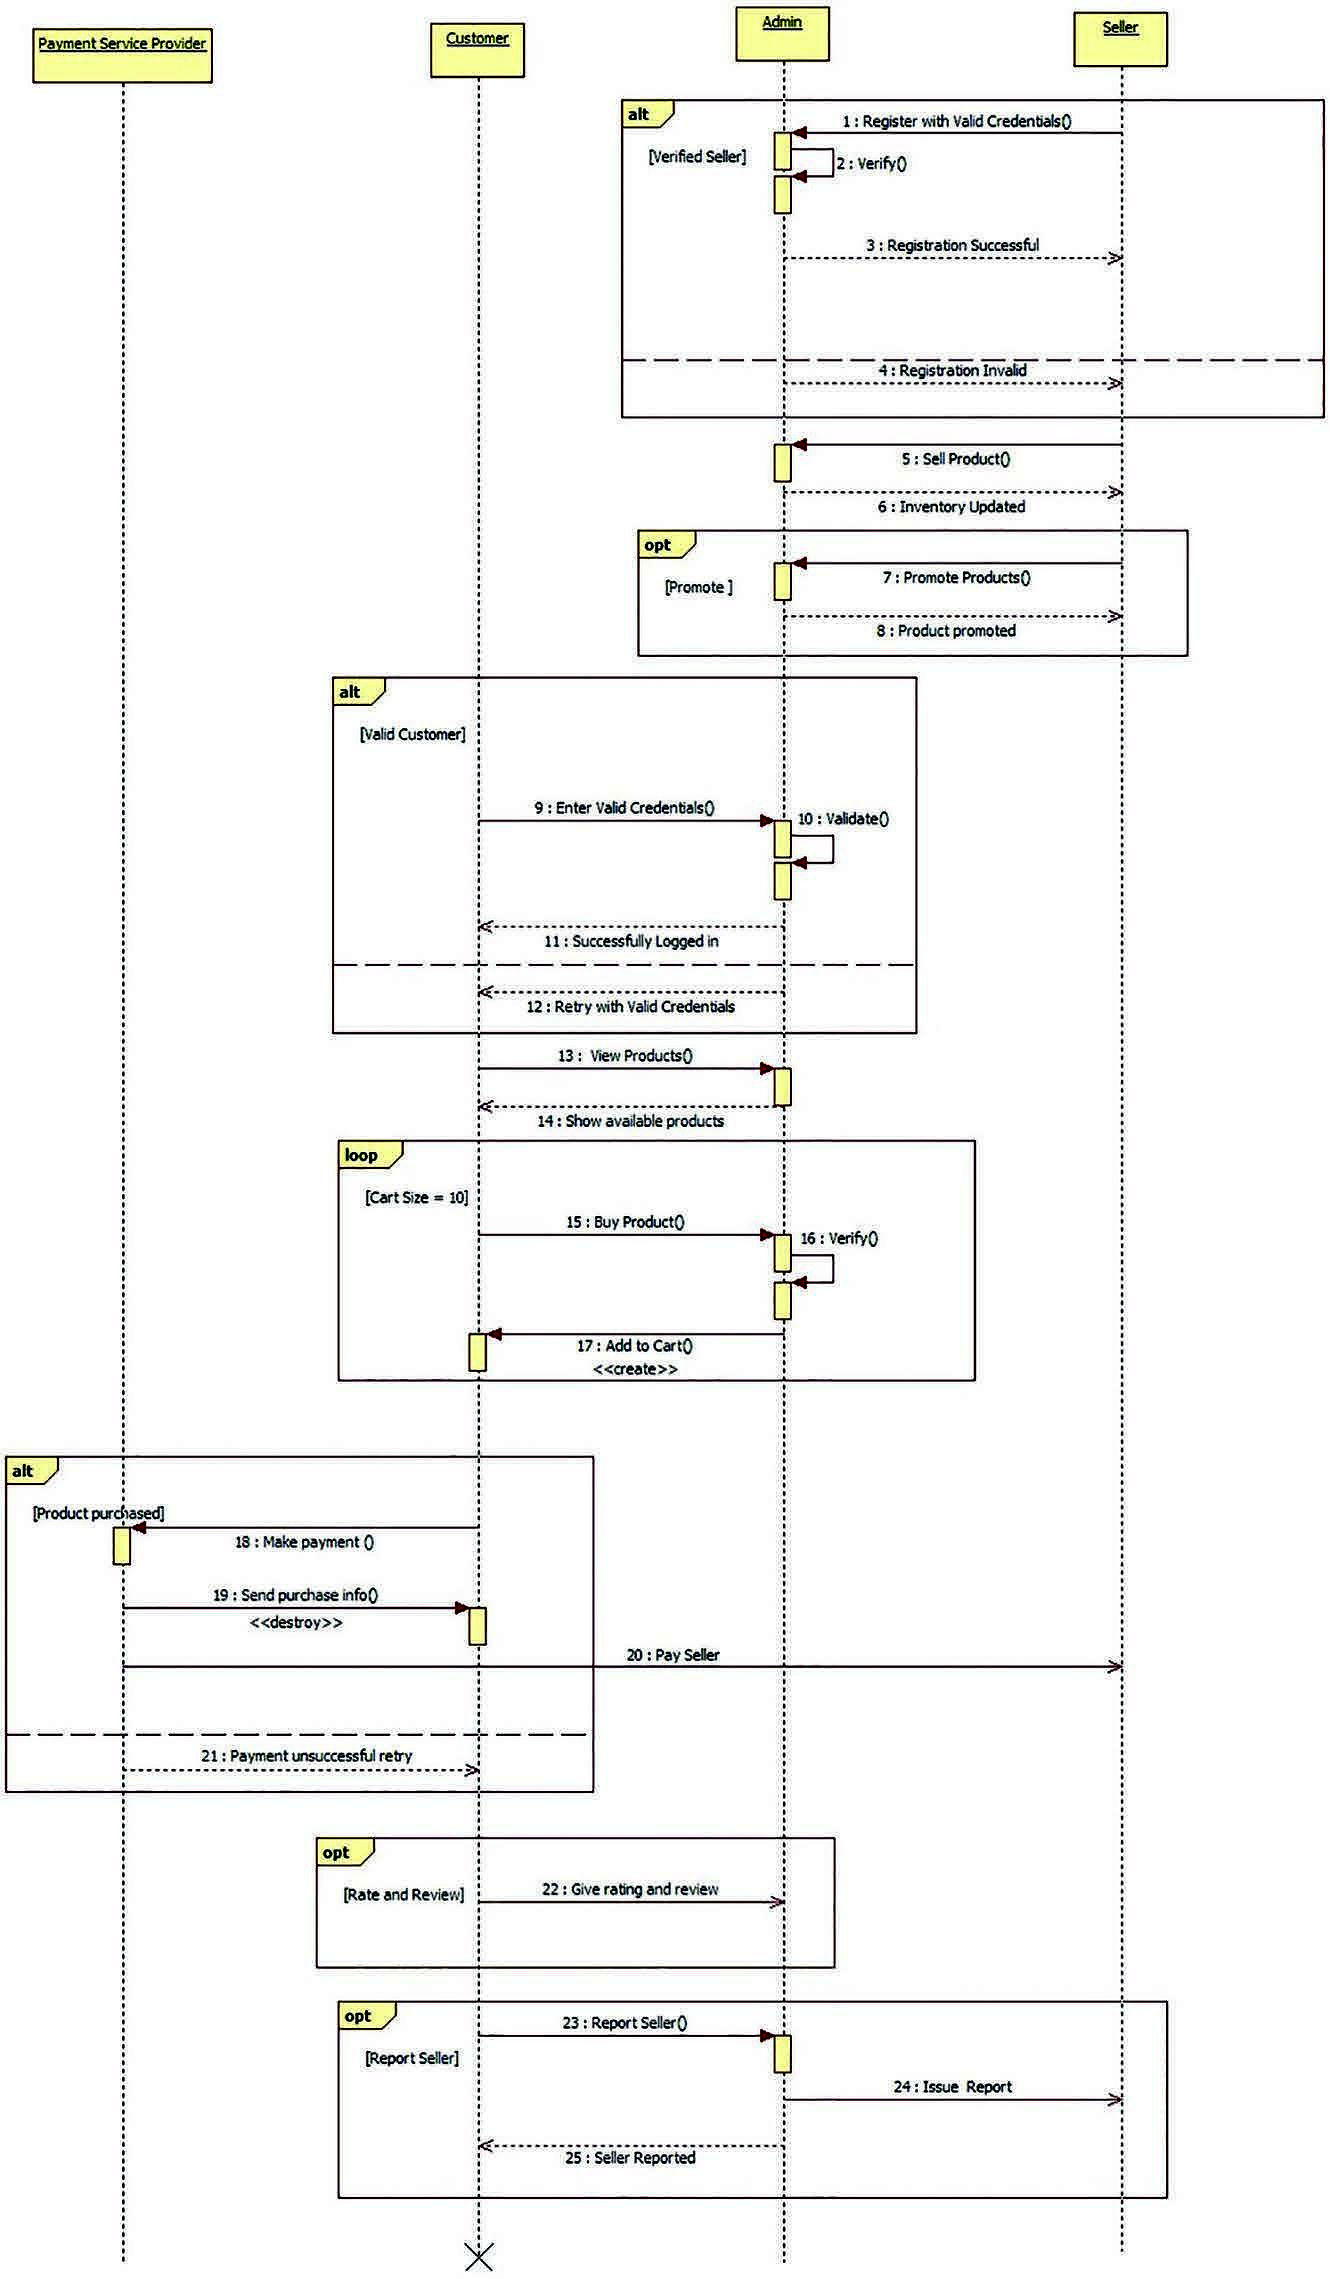 Payment Service Provider
Customer
Admin
Seller
alt
1 : Register with Valid Credentials()
[Verified Seller]
2 : Verify()
3 : Registration Successful
4 : Registration Invalid
5 : Sell Product()
6 : Inventory Updated
opt
7 : Promote Products()
[Promote ]
8 : Product promoted
alt
[Valid Customer]
9 : Enter Valid Credentials()
10 : Validate()
11 : Successfully Logged in
12 : Retry with Valid Credentials
13 :  View Products()
14 : Show available products
loop
[Cart Size = 10]
15 : Buy Product()
16 : Verify()
17 : Add to Cart()
<<create>>
alt
[Product purchased]
18 : Make payment ()
19 : Send purchase info()
<<destroy>>
20 : Pay Seller
21 : Payment unsuccessful retry
opt
22 : Give rating and review
[Rate and Review]
opt
23 : Report Seller()
[Report Seller]
24 : Issue  Report
25 : Seller Reported